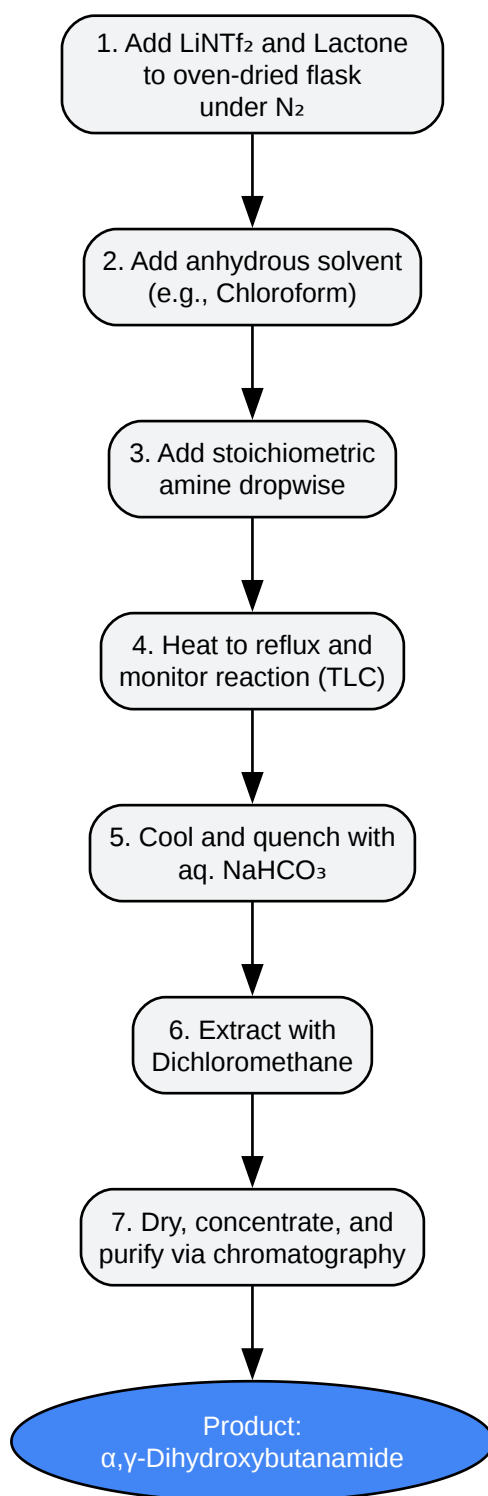 1. Add LiNTf₂ and Lactone
to oven-dried flask
under N₂
2. Add anhydrous solvent
(e.g., Chloroform)
3. Add stoichiometric
amine dropwise
4. Heat to reflux and
monitor reaction (TLC)
5. Cool and quench with
aq. NaHCO₃
6. Extract with
Dichloromethane
7. Dry, concentrate, and
purify via chromatography
Product:
α,γ-Dihydroxybutanamide